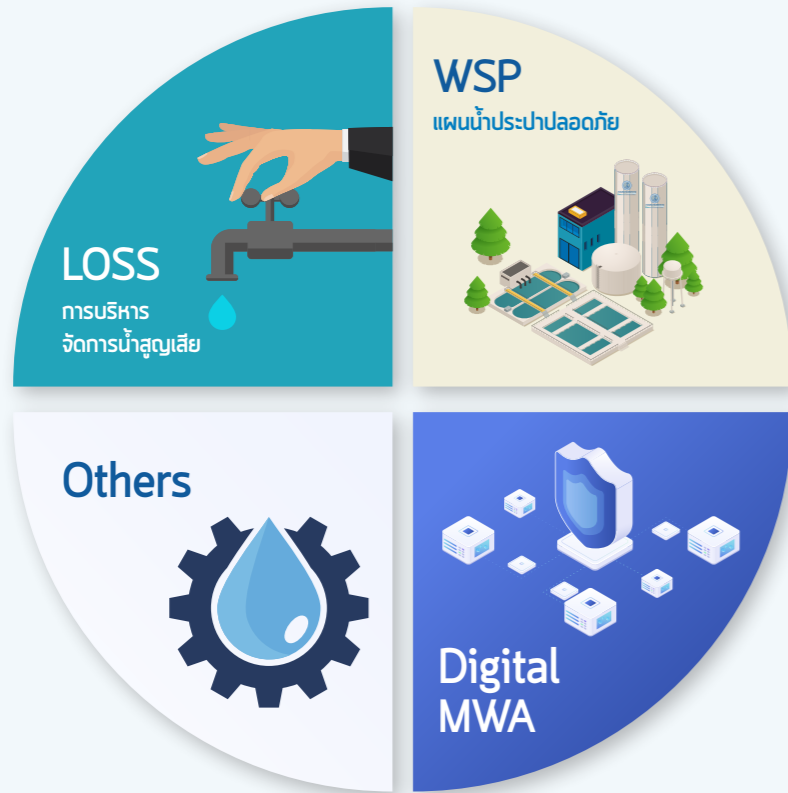 LOSS
การบริหาร
จัดการน้ำสูญเสีย
WSP
แผนน้ำประปาปลอดภัย
Others
Digital
MWA